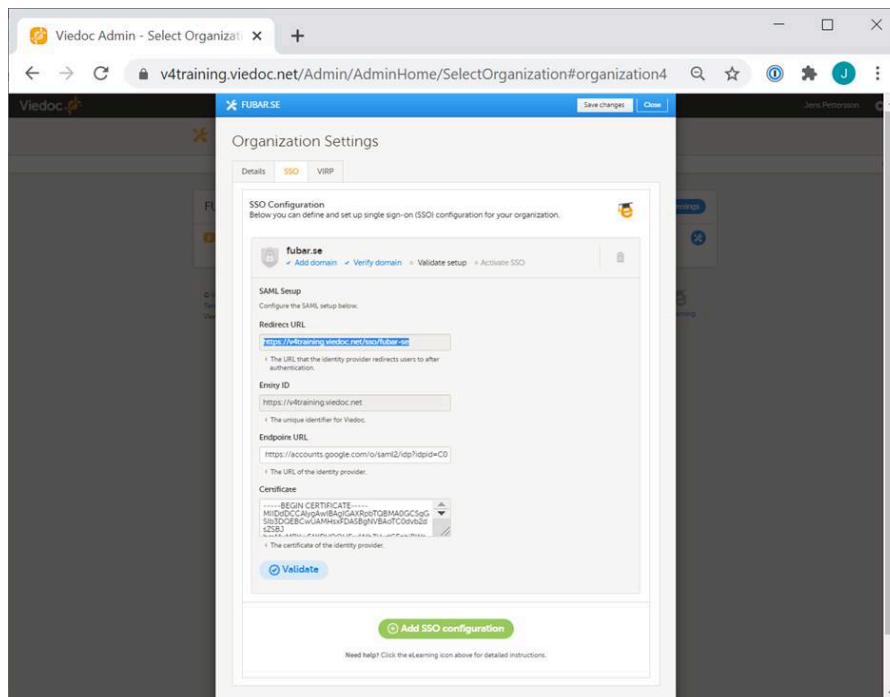 Viedoc Admin - Select Organizati
v4training.viedoc.net/Admin/AdminHome/SelectOrganization#organization4
J
Viedoc
FUBAR.SE
Save changes
Close
Jens Pettersson
Organization Settings
Details
SSO
VIRP
SSO Configuration
Below you can define and set up single sign-on (SSO) configuration for your organization.
fubar.se
Add domain
Verify domain
Validate setup
Activate SSO
SAML Setup
Configure the SAML setup below.
Redirect URL
https://v4training.viedoc.net/sso/fubar-se
The URL that the identity provider redirects users to after
authentication.
Entity ID
https://v4training.viedoc.net
The unique identifier for Viedoc.
Endpoint URL
https://accounts.google.com/o/saml2/idp?idpid=C0
The URL of the identity provider.
Certificate
-----BEGIN CERTIFICATE-----
The certificate of the identity provider.
Validate
Add SSO configuration
Need help? Click the eLearning icon above for detailed instructions.